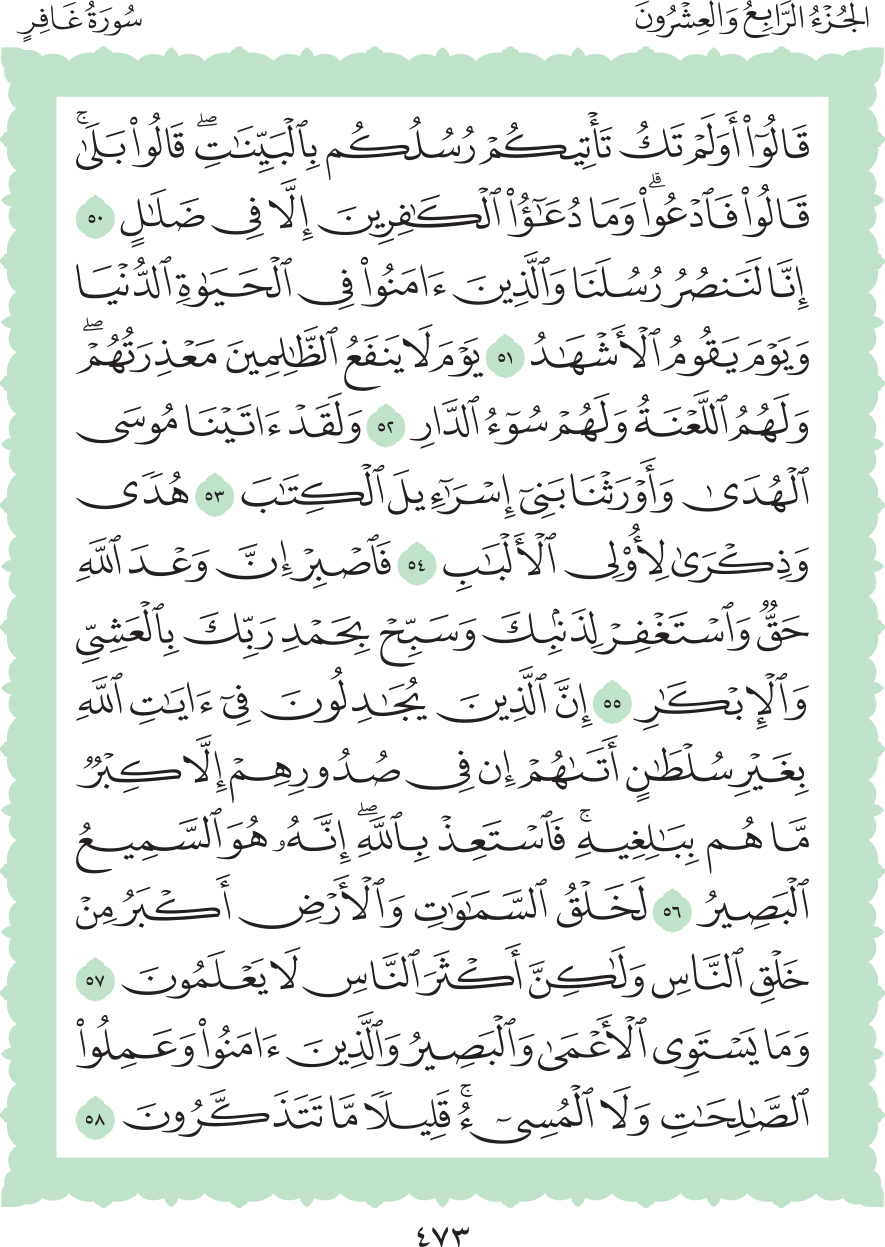 الجُزْءُ الرَّابِعُ وَالْعِشْرُونَ
سُورَةُ غَافِرٍ
قَالُوٓا۟ أَوَلَمْ تَكُ تَأْتِيكُمْ رُسُلُكُم بِٱلْبَيِّنَٰتِۖ قَالُوا۟ بَلَىٰۚ
قَالُوا۟ فَٱدْعُوا۟ۗ وَمَا دُعَٰٓؤُا۟ ٱلْكَٰفِرِينَ إِلَّا فِى ضَلَٰلٍ ٥٠
إِنَّا لَنَنصُرُ رُسُلَنَا وَٱلَّذِينَ ءَامَنُوا۟ فِى ٱلْحَيَوٰةِ ٱلدُّنْيَا
وَيَوْمَ يَقُومُ ٱلْأَشْهَٰدُ ٥١ يَوْمَ لَا يَنفَعُ ٱلظَّٰلِمِينَ مَعْذِرَتُهُمْۖ
وَلَهُمُ ٱللَّعْنَةُ وَلَهُمْ سُوٓءُ ٱلدَّارِ ٥٢ وَلَقَدْ ءَاتَيْنَا مُوسَى
ٱلْهُدَىٰ وَأَوْرَثْنَا بَنِىٓ إِسْرَٰٓءِيلَ ٱلْكِتَٰبَ ٥٣ هُدًى
وَذِكْرَىٰ لِأُو۟لِى ٱلْأَلْبَٰبِ ٥٤ فَٱصْبِرْ إِنَّ وَعْدَ ٱللَّهِ
حَقٌّ وَٱسْتَغْفِرْ لِذَنۢبِكَ وَسَبِّحْ بِحَمْدِ رَبِّكَ بِٱلْعَشِىِّ
وَٱلْإِبْكَٰرِ ٥٥ إِنَّ ٱلَّذِينَ يُجَٰدِلُونَ فِىٓ ءَايَٰتِ ٱللَّهِ
بِغَيْرِ سُلْطَٰنٍ أَتَىٰهُمْ إِن فِى صُدُورِهِمْ إِلَّا كِبْرٌ
مَّا هُم بِبَٰلِغِيهِۚ فَٱسْتَعِذْ بِٱللَّهِۖ إِنَّهُۥ هُوَ ٱلسَّمِيعُ
ٱلْبَصِيرُ ٥٦ لَخَلْقُ ٱلسَّمَٰوَٰتِ وَٱلْأَرْضِ أَكْبَرُ مِنْ
خَلْقِ ٱلنَّاسِ وَلَٰكِنَّ أَكْثَرَ ٱلنَّاسِ لَا يَعْلَمُونَ ٥٧
وَمَا يَسْتَوِى ٱلْأَعْمَىٰ وَٱلْبَصِيرُ وَٱلَّذِينَ ءَامَنُوا۟ وَعَمِلُوا۟
ٱلصَّٰلِحَٰتِ وَلَا ٱلْمُسِىٓءُۚ قَلِيلًا مَّا تَتَذَكَّرُونَ ٥٨
٤٧٣